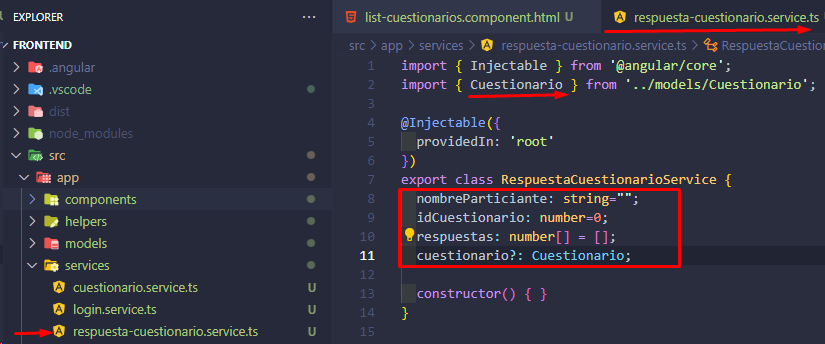 EXPLORER
FRONTEND
.angular
.vscode
dist
node_modules
src
app
components
helpers
models
services
cuestionario.service.ts U
login.service.ts U
respuesta-cuestionario.service.ts U
list-cuestionarios.component.html U
respuesta-cuestionario.service.ts
src > app > services > respuesta-cuestionario.service.ts > RespuestaCuestion
1 import { Injectable } from '@angular/core';
2 import { Cuestionario } from '../models/Cuestionario';
3
4 @Injectable({
5 providedIn: 'root'
6 })
7 export class RespuestaCuestionarioService {
8 nombreParticiante: string="";
9 idCuestionario: number=0;
10 respuestas: number[] = [];
11 cuestionario?: Cuestionario;
12
13 constructor() { }
14 }